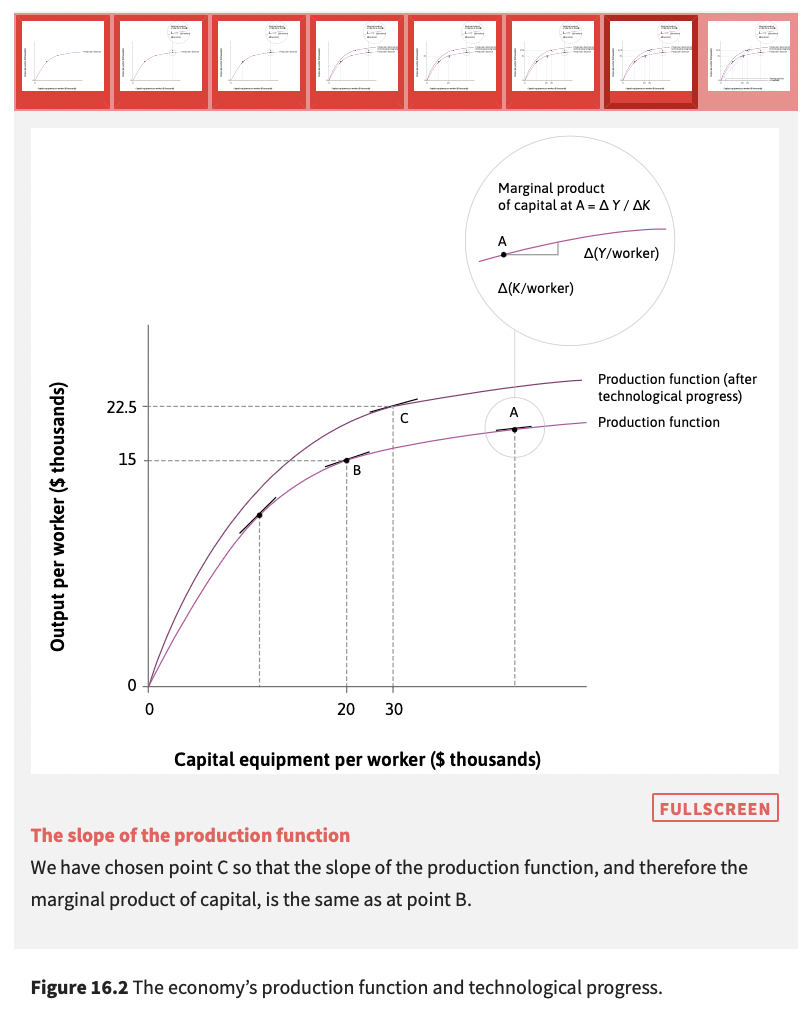 Marginal product
of capital at A = Δ Y / ΔK
A
Δ(Y/worker)
Δ(K/worker)
Output per worker ($ thousands)
22.5
15
0
C
A
B
Production function (after
technological progress)
Production function
0
20
30
Capital equipment per worker ($ thousands)
FULLSCREEN
The slope of the production function
We have chosen point C so that the slope of the production function, and therefore the
marginal product of capital, is the same as at point B.
Figure 16.2 The economy’s production function and technological progress.